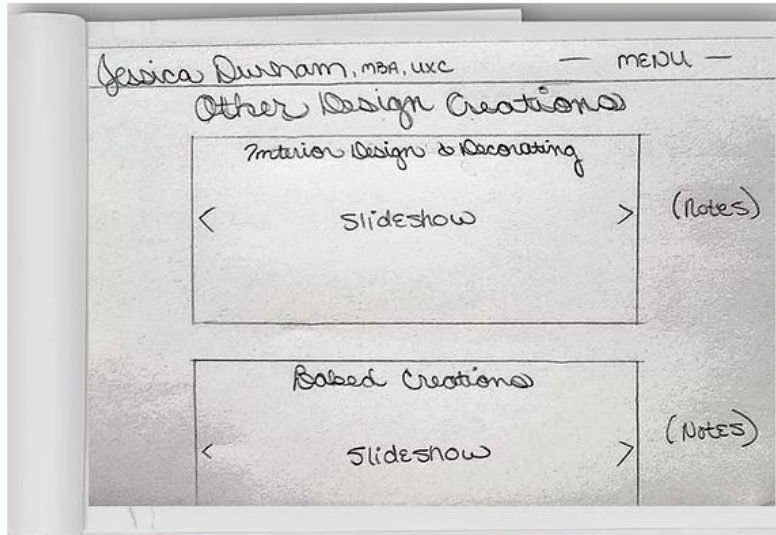 Jessica Durham, MBA, UXC — MENU —
Other Design Creations
Interior Design & Decorating
< Slideshow > (Notes)
Baked Creations
< Slideshow > (Notes)